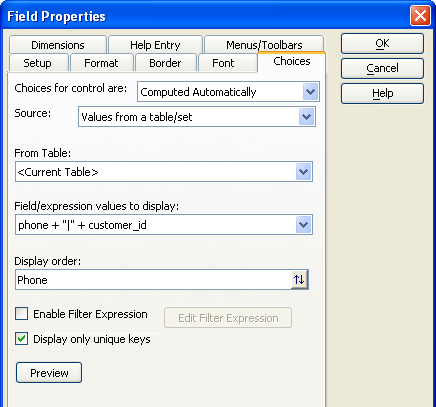 Field Properties
Dimensions Help Entry Menus/Toolbars
Setup Format Border Font Choices
OK
Cancel
Help
Choices for control are: Computed Automatically
Source: Values from a table/set
From Table:
<Current Table>
Field/expression values to display:
phone + "|" + customer_id
Display order:
Phone
Enable Filter Expression Edit Filter Expression
Display only unique keys
Preview